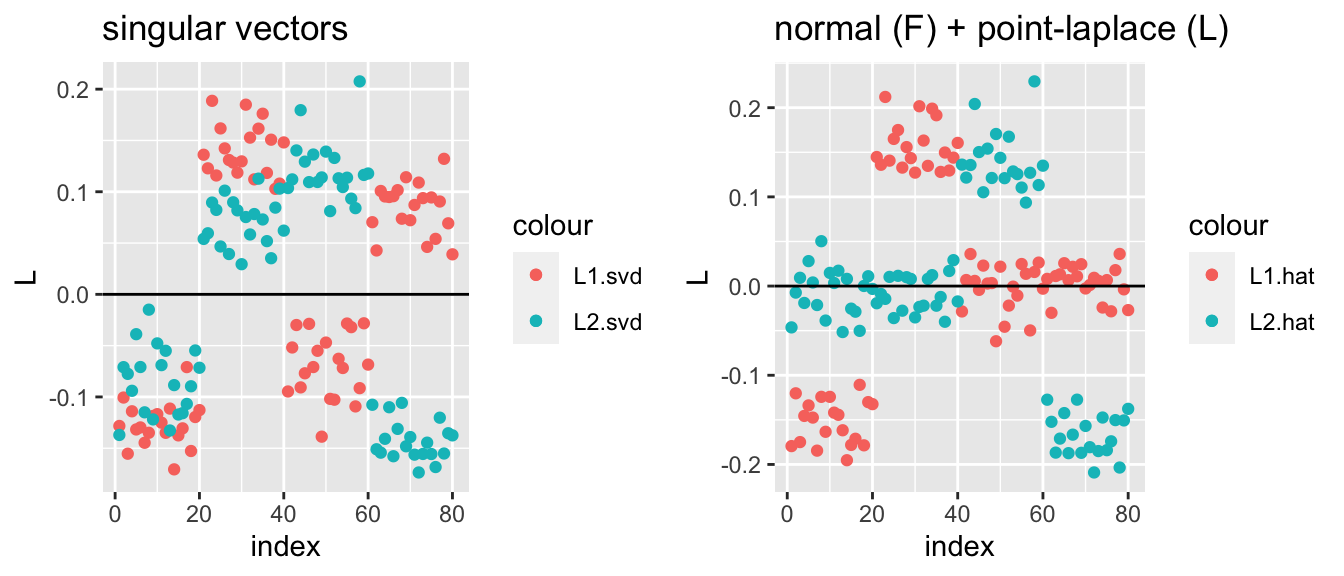 singular vectors
L
0.2
0.1
0.0
-0.1
0
20
40
60
80
index
colour
L1.svd
L2.svd
normal (F) + point-laplace (L)
L
0.2
0.1
0.0
-0.1
-0.2
0
20
40
60
80
index
colour
L1.hat
L2.hat